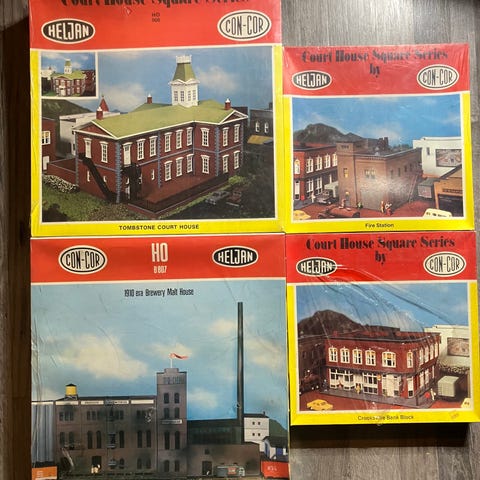 Court House Square Series
HO
HELJAN
CON-COR
TOMBSTONE COURT HOUSE
Court House Square Series
by
HELJAN
CON-COR
Fire Station
CON-COR
HO
B 807
HELJAN
1910 era Brewery Malt House
Court House Square Series
by
HELJAN
CON-COR
Bank Block